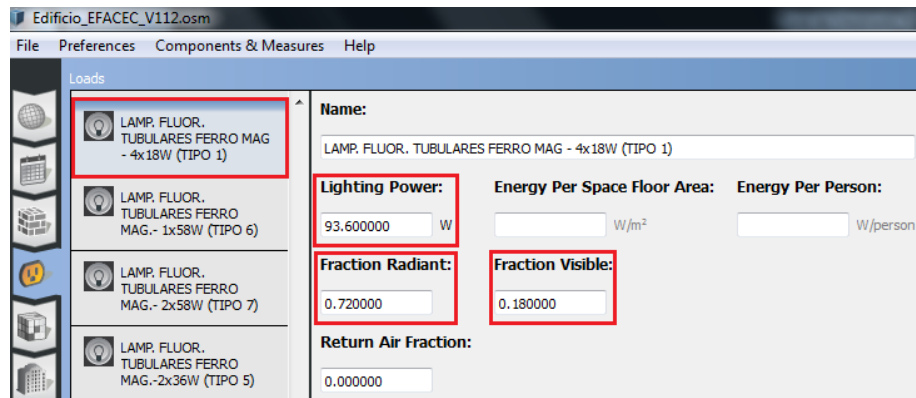 Edificio_EFACEC_V112.osm
File Preferences Components & Measures Help
Loads
LAMP. FLUOR.
TUBULARES FERRO MAG
- 4x18W (TIPO 1)
LAMP. FLUOR.
TUBULARES FERRO
MAG.- 1x58W (TIPO 6)
LAMP. FLUOR.
TUBULARES FERRO
MAG.- 2x58W (TIPO 7)
LAMP. FLUOR.
TUBULARES FERRO
MAG.-2x36W (TIPO 5)
Name:
LAMP. FLUOR. TUBULARES FERRO MAG - 4x18W (TIPO 1)
Lighting Power: Energy Per Space Floor Area: Energy Per Person:
93.600000 W W/m² W/person
Fraction Radiant: Fraction Visible:
0.720000 0.180000
Return Air Fraction:
0.000000